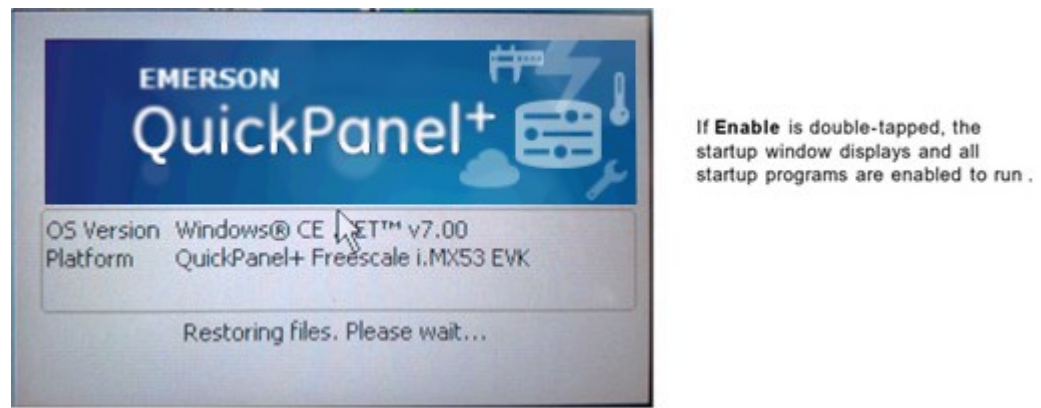 EMERSON
QuickPanel+
OS Version Windows® CE .NET™ v7.00
Platform QuickPanel+ Freescale i.MX53 EVK
Restoring files. Please wait...
If Enable is double-tapped, the
startup window displays and all
startup programs are enabled to run .